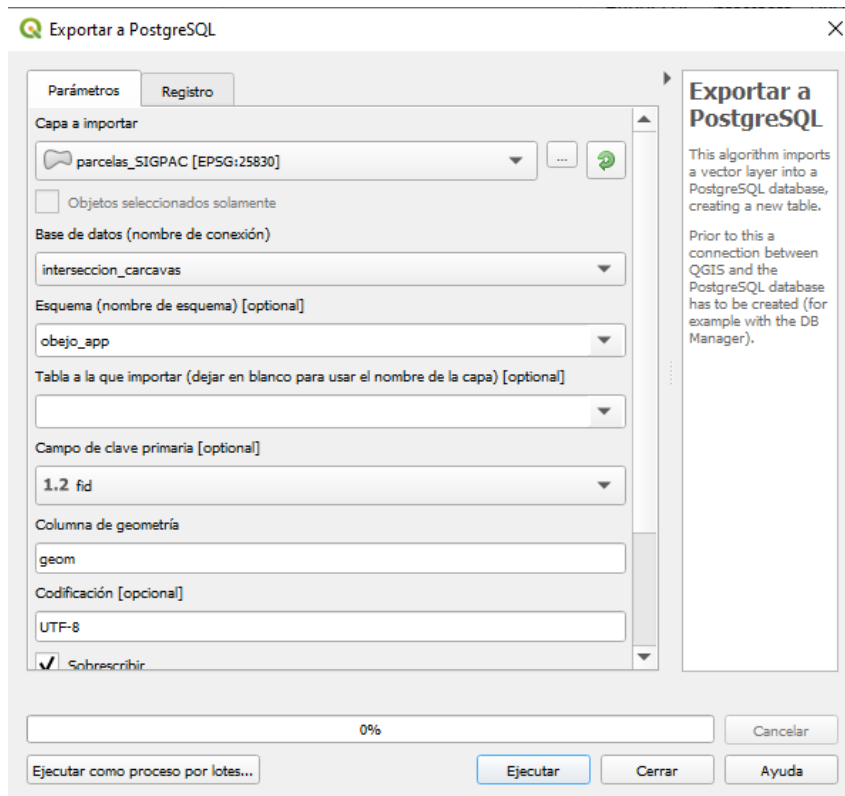 Exportar a PostgreSQL
Parámetros
Registro
Capa a importar
parcelas_SIGPAC [EPSG:25830]
...
Objetos seleccionados solamente
Base de datos (nombre de conexión)
interseccion_carcavas
Esquema (nombre de esquema) [optional]
obejo_app
Tabla a la que importar (dejar en blanco para usar el nombre de la capa) [optional]
Campo de clave primaria [optional]
1.2 fid
Columna de geometría
geom
Codificación [opcional]
UTF-8
Sobrescribir
Exportar a
PostgreSQL
This algorithm imports
a vector layer into a
PostgreSQL database,
creating a new table.
Prior to this a
connection between
QGIS and the
PostgreSQL database
has to be created (for
example with the DB
Manager).
0%
Cancelar
Ejecutar como proceso por lotes...
Ejecutar
Cerrar
Ayuda